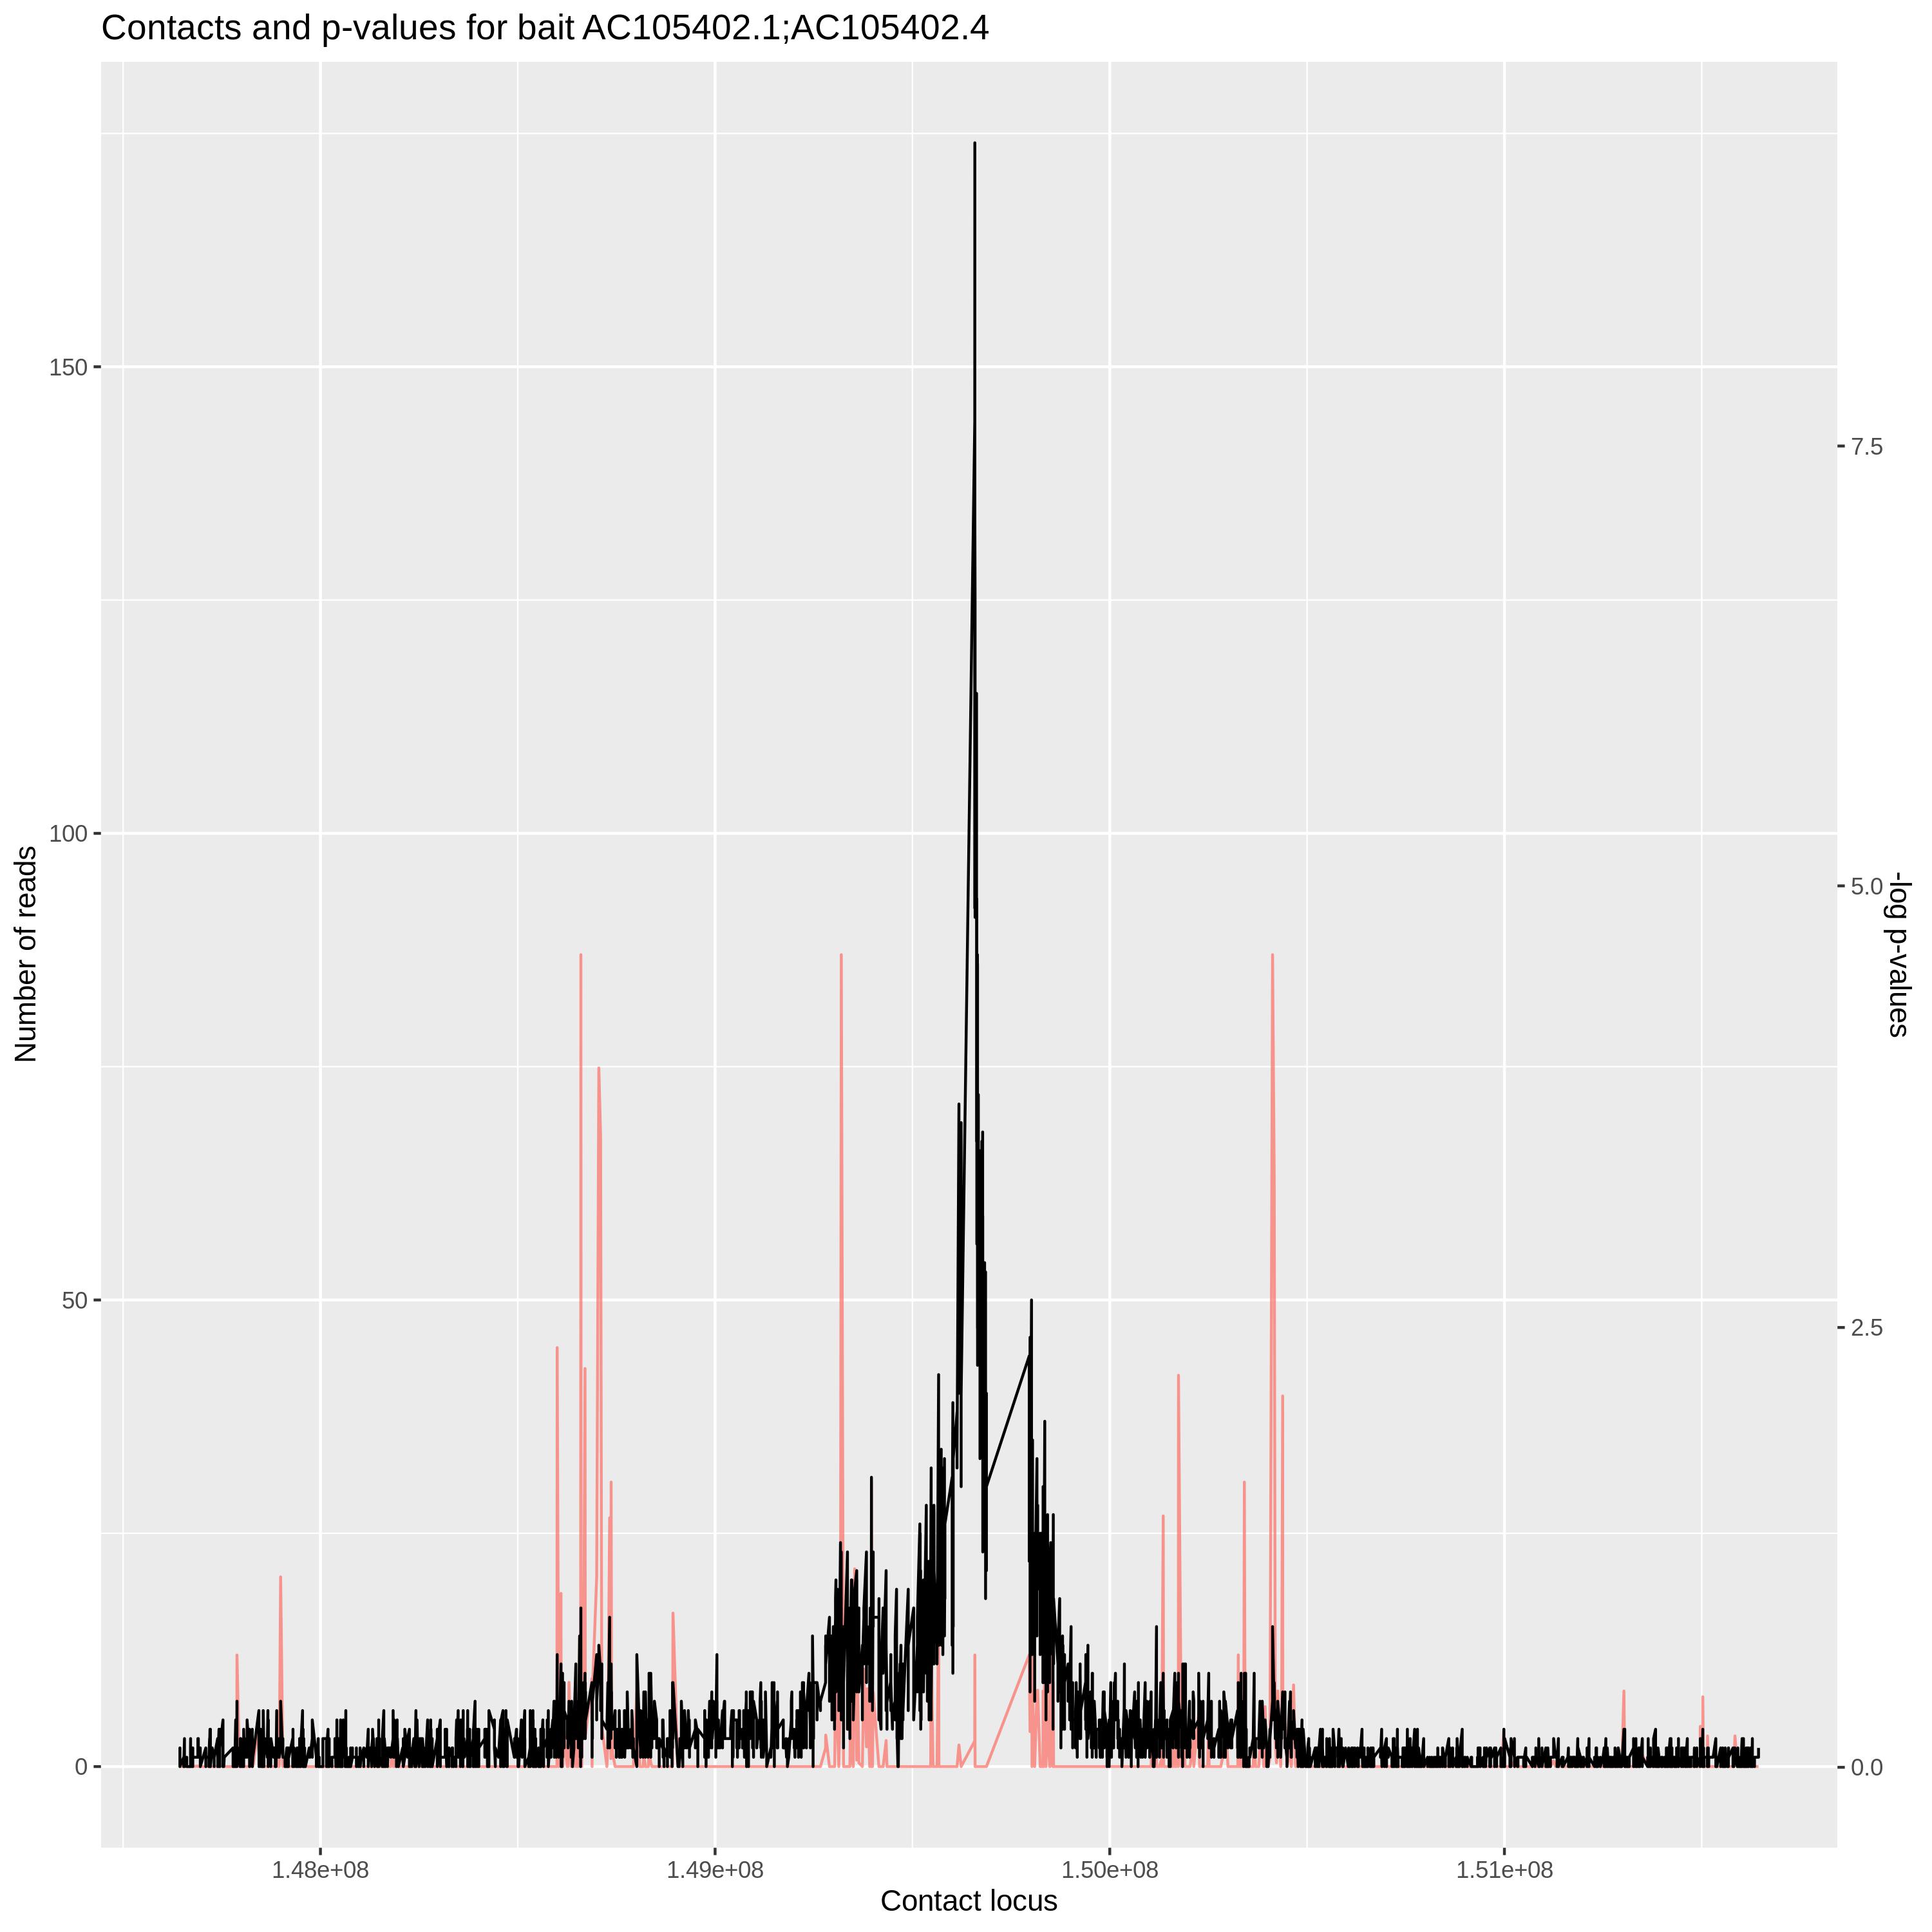 Contacts and p-values for bait AC105402.1;AC105402.4
Number of reads
150
100
50
0
7.5
5.0
2.5
0.0
-log p-values
1.48e+08
1.49e+08
1.50e+08
1.51e+08
Contact locus